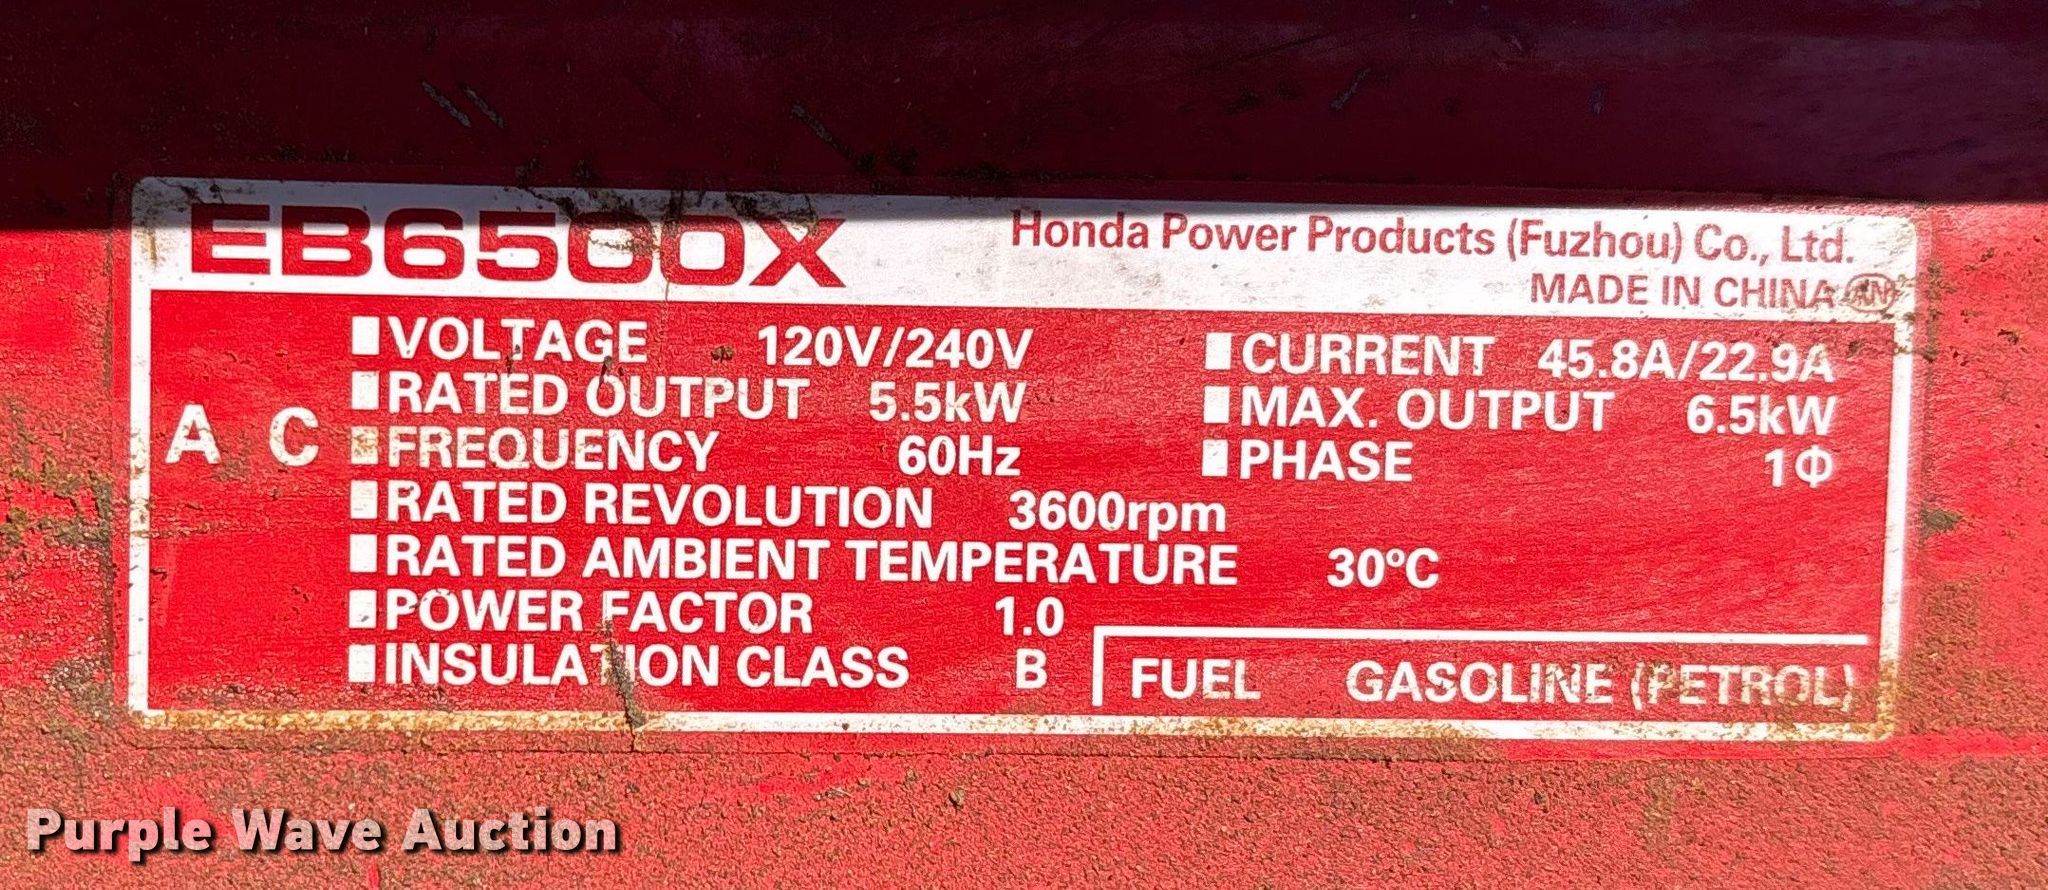 EB6500X Honda Power Products (Fuzhou) Co., Ltd.
MADE IN CHINA AN
A C
VOLTAGE 120V/240V CURRENT 45.8A/22.9A
RATED OUTPUT 5.5kW MAX. OUTPUT 6.5kW
FREQUENCY 60Hz PHASE 1Φ
RATED REVOLUTION 3600rpm
RATED AMBIENT TEMPERATURE 30ºC
POWER FACTOR 1.0
INSULATION CLASS B
FUEL GASOLINE (PETROL)
Purple Wave Auction